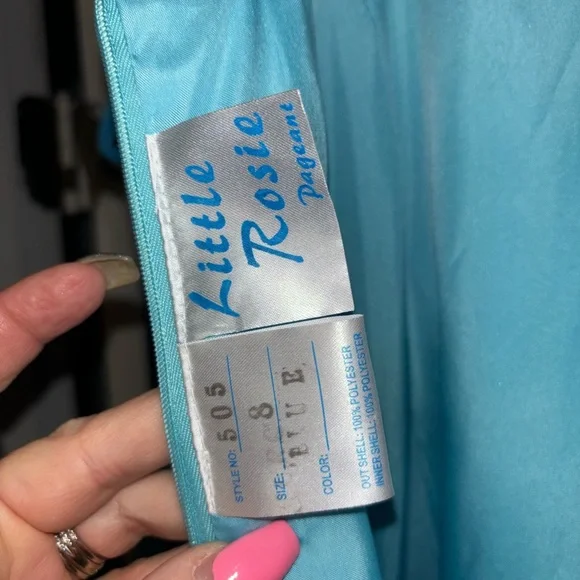 Little
Rosie
Pageant
STYLE NO: 505
SIZE: 8
COLOR: BLUE
OUT SHELL: 100% POLYESTER
INNER SHELL: 100% POLYESTER